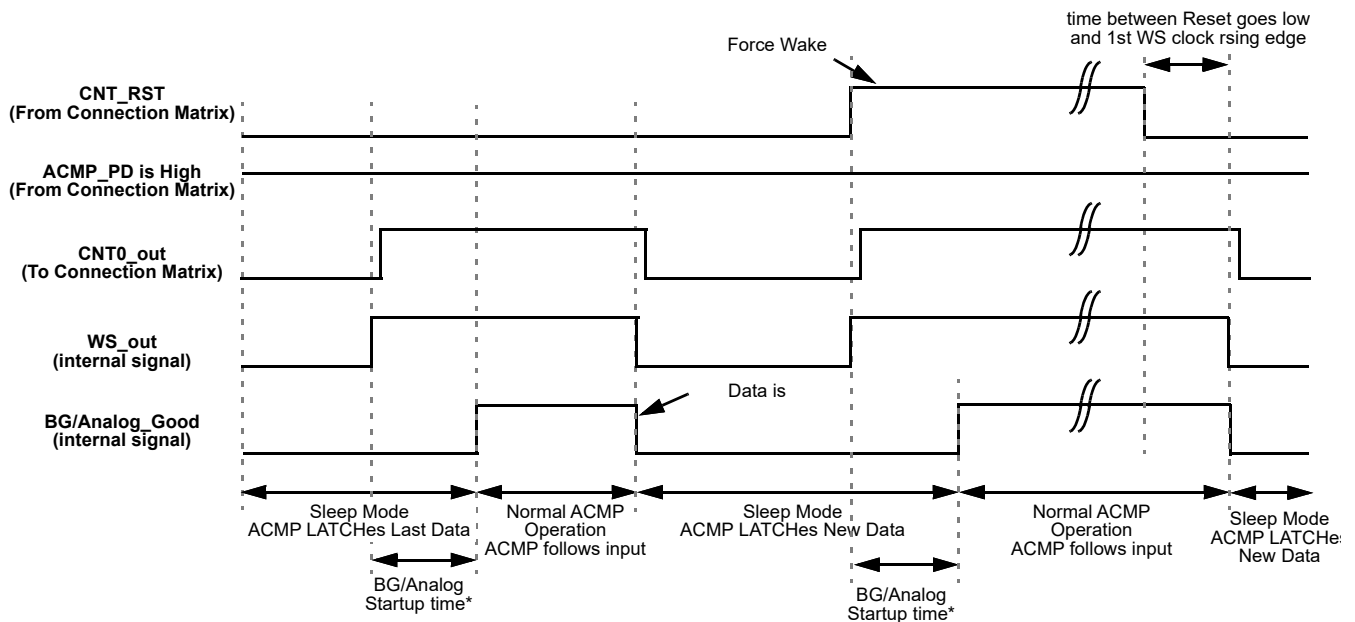 time between Reset goes low
and 1st WS clock rsing edge
Force Wake
CNT_RST
(From Connection Matrix)
ACMP_PD is High
(From Connection Matrix)
CNT0_out
(To Connection Matrix)
WS_out
(internal signal)
Data is
BG/Analog_Good
(internal signal)
Sleep Mode
ACMP LATCHes Last Data
Normal ACMP
Operation
ACMP follows input
Sleep Mode
ACMP LATCHes New Data
Normal ACMP
Operation
ACMP follows input
Sleep Mode
ACMP LATCHes
New Data
BG/Analog
Startup time*
BG/Analog
Startup time*